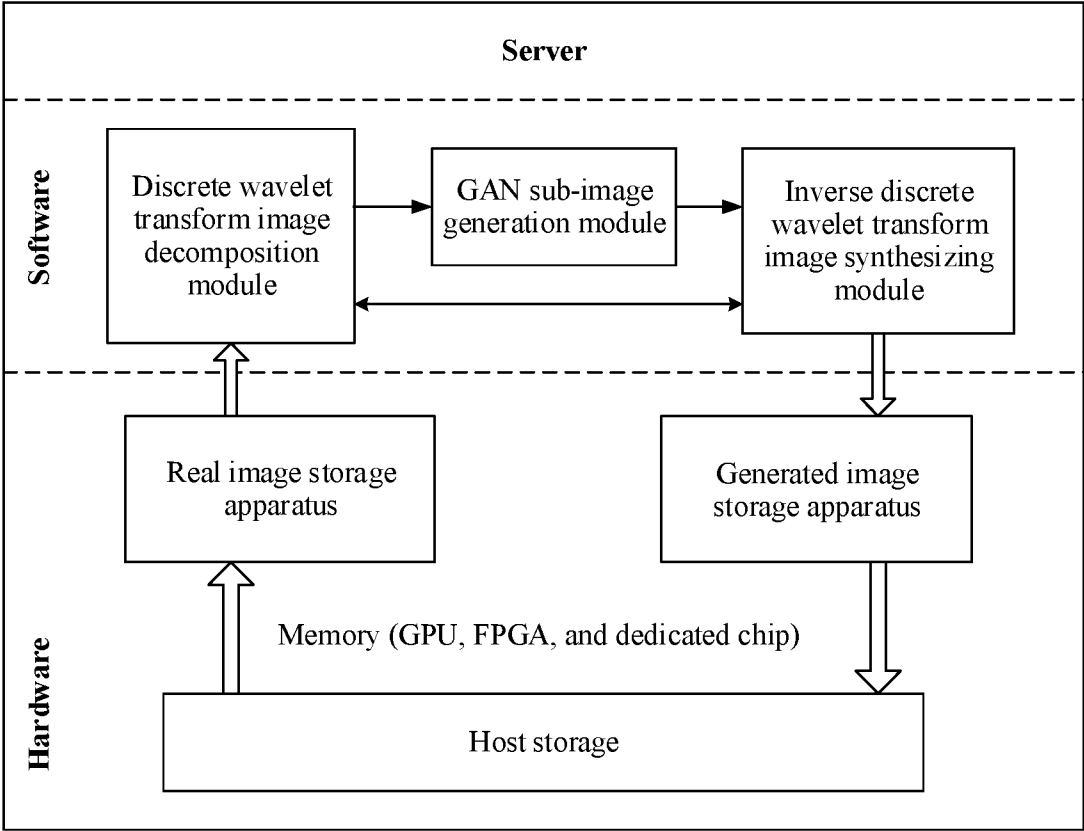 Server
Software
Discrete wavelet
transform image
decomposition
module
GAN sub-image
generation module
Inverse discrete
wavelet transform
image synthesizing
module
Hardware
Real image storage
apparatus
Generated image
storage apparatus
Memory (GPU, FPGA, and dedicated chip)
Host storage